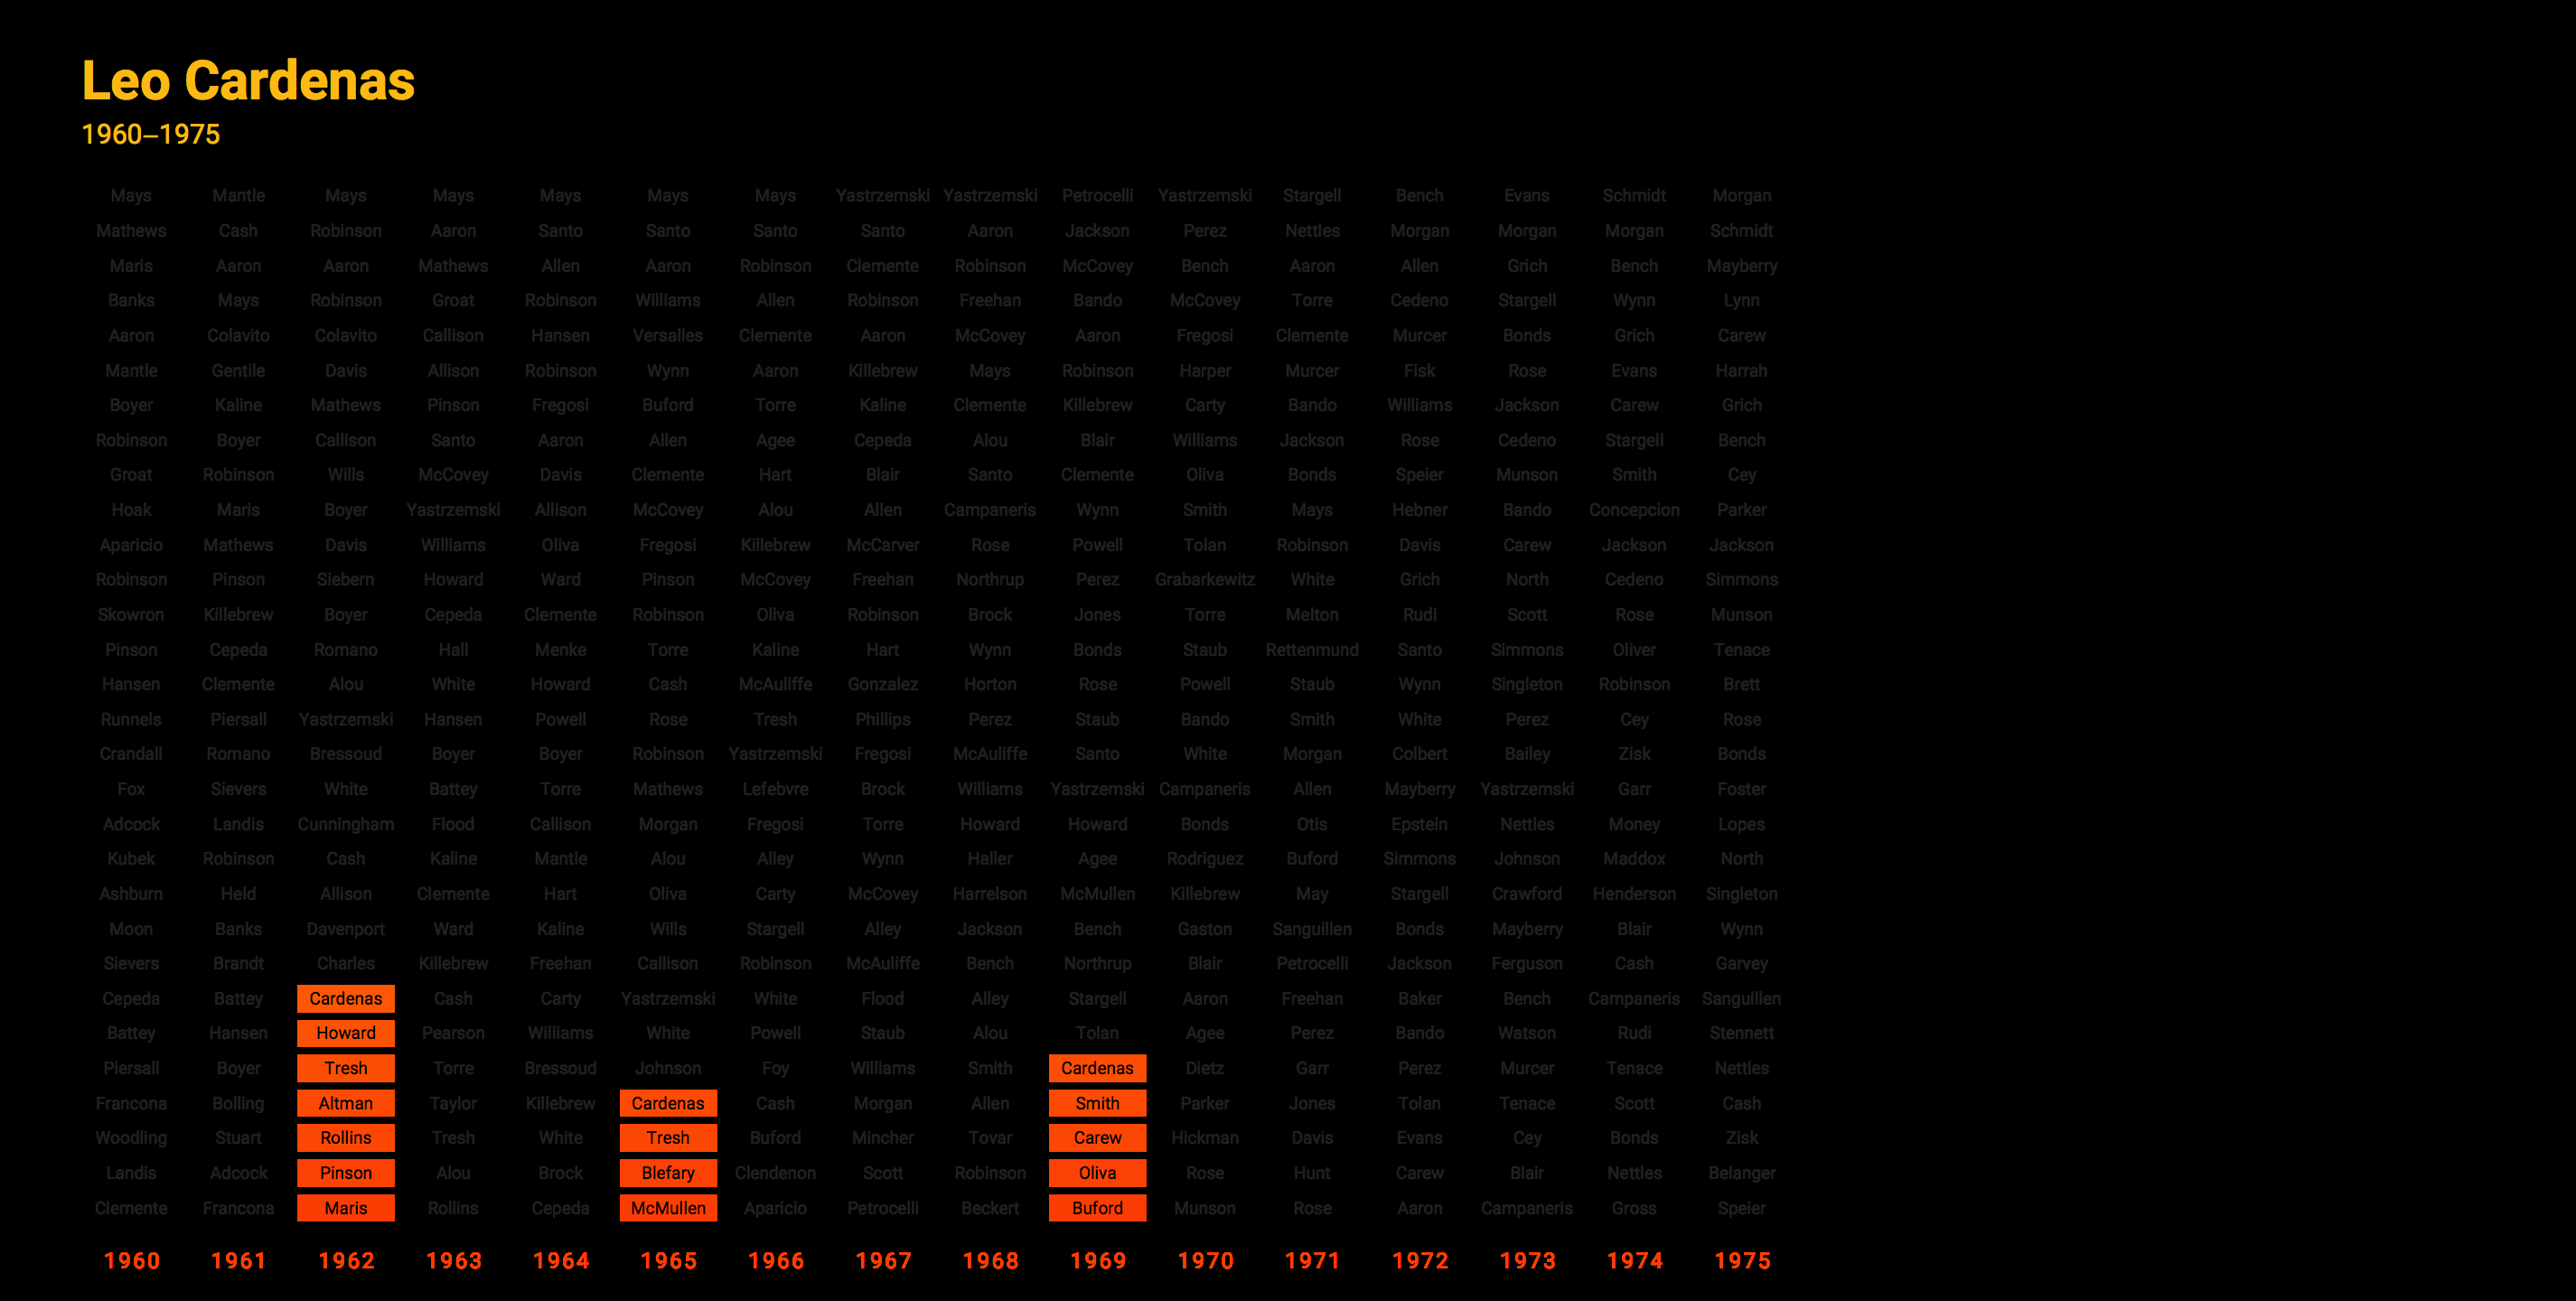 Leo Cardenas
1960–1975
Mays Mantle Mays Mays Mays Mays Mays Yastrzemski Yastrzemski Petrocelli Yastrzemski Stargell Bench Evans Schmidt Morgan
Mathews Cash Robinson Aaron Santo Santo Santo Santo Aaron Jackson Perez Nettles Morgan Morgan Morgan Schmidt
Maris Aaron Aaron Mathews Allen Aaron Robinson Clemente Robinson McCovey Bench Aaron Allen Grich Bench Mayberry
Banks Mays Robinson Groat Robinson Williams Allen Robinson Freehan Bando McCovey Torre Cedeno Stargell Wynn Lynn
Aaron Colavito Colavito Callison Hansen Versalles Clemente Aaron McCovey Aaron Fregosi Clemente Murcer Bonds Grich Carew
Mantle Gentile Davis Allison Robinson Wynn Aaron Killebrew Mays Robinson Harper Murcer Fisk Rose Evans Harrah
Boyer Kaline Mathews Pinson Fregosi Buford Torre Kaline Clemente Killebrew Carty Bando Williams Jackson Carew Grich
Robinson Boyer Callison Santo Aaron Allen Agee Cepeda Alou Blair Williams Jackson Rose Cedeno Stargell Bench
Groat Robinson Wills McCovey Davis Clemente Hart Blair Santo Clemente Oliva Bonds Speier Munson Smith Cey
Hoak Maris Boyer Yastrzemski Allison McCovey Alou Allen Campaneris Wynn Smith Mays Hebner Bando Concepcion Parker
Aparicio Mathews Davis Williams Oliva Fregosi Killebrew McCarver Rose Powell Tolan Robinson Davis Carew Jackson Jackson
Robinson Pinson Siebern Howard Ward Pinson McCovey Freehan Northrup Perez Grabarkewitz White Grich North Cedeno Simmons
Skowron Killebrew Boyer Cepeda Clemente Robinson Oliva Robinson Brock Jones Torre Melton Rudi Scott Rose Munson
Pinson Cepeda Romano Hall Menke Torre Kaline Hart Wynn Bonds Staub Rettenmund Santo Simmons Oliver Tenace
Hansen Clemente Alou White Howard Cash McAuliffe Gonzalez Horton Rose Powell Staub Wynn Singleton Robinson Brett
Runnels Piersall Yastrzemski Hansen Powell Rose Tresh Phillips Perez Staub Bando Smith White Perez Cey Rose
Crandall Romano Bressoud Boyer Boyer Robinson Yastrzemski Fregosi McAuliffe Santo White Morgan Colbert Bailey Zisk Bonds
Fox Sievers White Battey Torre Mathews Lefebvre Brock Williams Yastrzemski Campaneris Allen Mayberry Yastrzemski Garr Foster
Adcock Landis Cunningham Flood Callison Morgan Fregosi Torre Howard Howard Bonds Otis Epstein Nettles Money Lopes
Kubek Robinson Cash Kaline Mantle Alou Alley Wynn Haller Agee Rodriguez Buford Simmons Johnson Maddox North
Ashburn Held Allison Clemente Hart Oliva Carty McCovey Harrelson McMullen Killebrew May Stargell Crawford Henderson Singleton
Moon Banks Davenport Ward Kaline Wills Stargell Alley Jackson Bench Gaston Sanguillen Bonds Mayberry Blair Wynn
Sievers Brandt Charles Killebrew Freehan Callison Robinson McAuliffe Bench Northrup Blair Petrocelli Jackson Ferguson Cash Garvey
Cepeda Battey Cardenas Cash Carty Yastrzemski White Flood Alley Stargell Aaron Freehan Baker Bench Campaneris Sanguillen
Battey Hansen Howard Pearson Williams White Powell Staub Alou Tolan Agee Perez Bando Watson Rudi Stennett
Piersall Boyer Tresh Torre Bressoud Johnson Foy Williams Smith Cardenas Dietz Garr Perez Murcer Tenace Nettles
Francona Bolling Altman Taylor Killebrew Cardenas Cash Morgan Allen Smith Parker Jones Tolan Tenace Scott Cash
Woodling Stuart Rollins Tresh White Tresh Buford Mincher Tovar Carew Hickman Davis Evans Cey Bonds Zisk
Landis Adcock Pinson Alou Brock Blefary Clendenon Scott Robinson Oliva Rose Hunt Carew Blair Nettles Belanger
Clemente Francona Maris Rollins Cepeda McMullen Aparicio Petrocelli Beckert Buford Munson Rose Aaron Campaneris Gross Speier
1960 1961 1962 1963 1964 1965 1966 1967 1968 1969 1970 1971 1972 1973 1974 1975